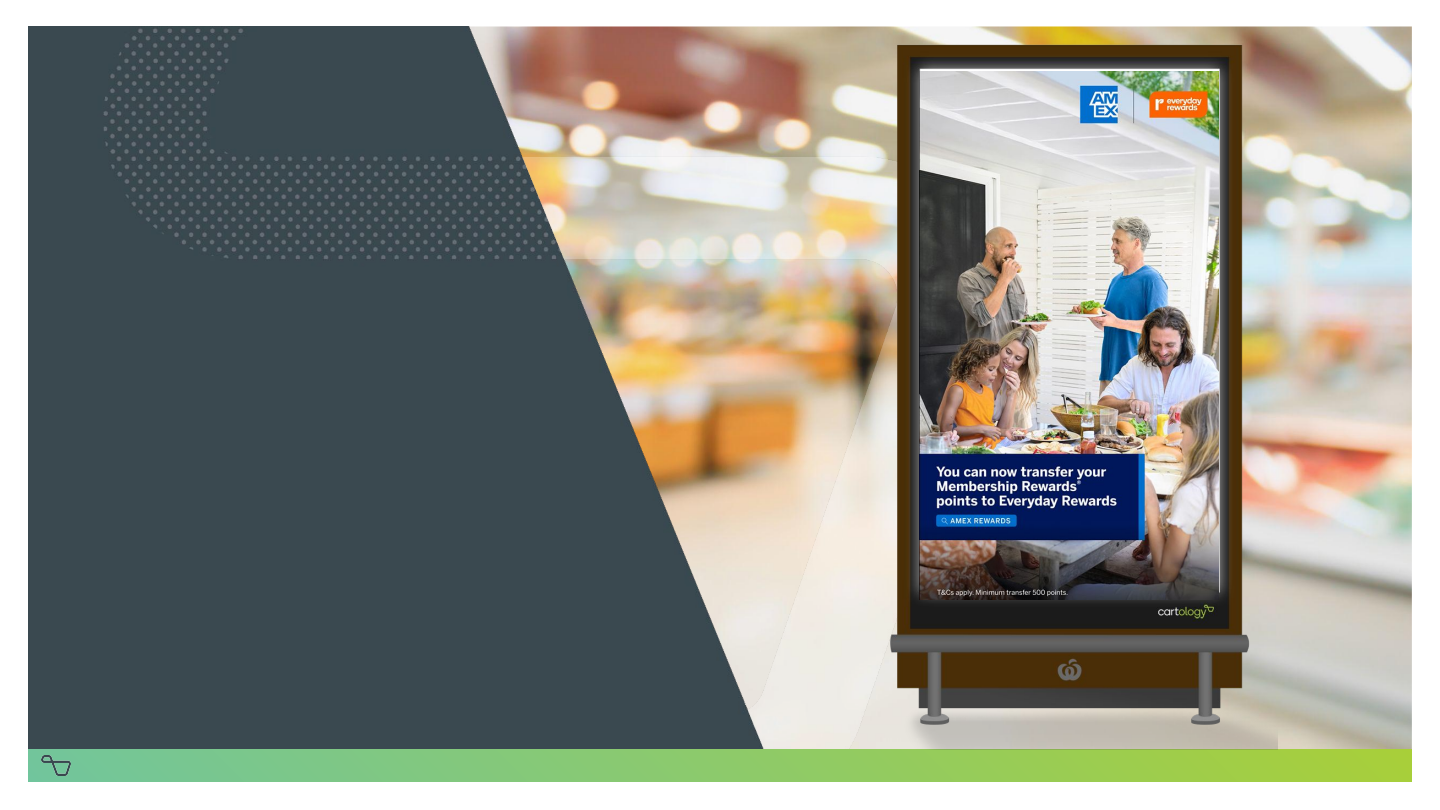 AM
EX
everyday
rewards
You can now transfer your
Membership Rewards®
points to Everyday Rewards
AMEX REWARDS
T&Cs apply. Minimum transfer 500 points.
cartology